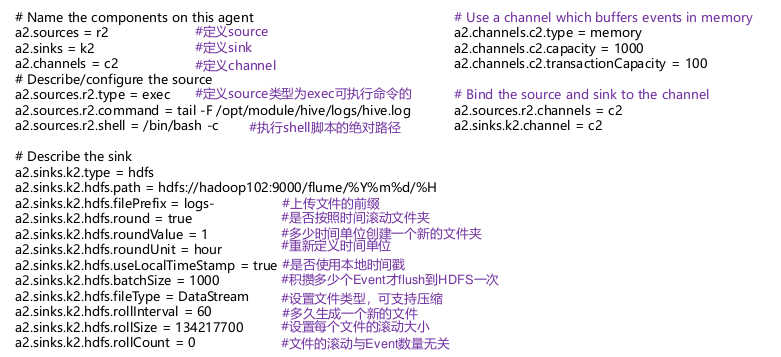 # Name the components on this agent
a2.sources = r2 #定义source
a2.sinks = k2 #定义sink
a2.channels = c2 #定义channel
# Describe/configure the source
a2.sources.r2.type = exec #定义source类型为exec可执行命令的
a2.sources.r2.command = tail -F /opt/module/hive/logs/hive.log
a2.sources.r2.shell = /bin/bash -c #执行shell脚本的绝对路径
# Describe the sink
a2.sinks.k2.type = hdfs
a2.sinks.k2.hdfs.path = hdfs://hadoop102:9000/flume/%Y%m%d/%H
a2.sinks.k2.hdfs.filePrefix = logs- #上传文件的前缀
a2.sinks.k2.hdfs.round = true #是否按照时间滚动文件夹
a2.sinks.k2.hdfs.roundValue = 1 #多少时间单位创建一个新的文件夹
a2.sinks.k2.hdfs.roundUnit = hour #重新定义时间单位
a2.sinks.k2.hdfs.useLocalTimeStamp = true #是否使用本地时间戳
a2.sinks.k2.hdfs.batchSize = 1000 #积攒多少个Event才flush到HDFS一次
a2.sinks.k2.hdfs.fileType = DataStream #设置文件类型，可支持压缩
a2.sinks.k2.hdfs.rollInterval = 60 #多久生成一个新的文件
a2.sinks.k2.hdfs.rollSize = 134217700 #设置每个文件的滚动大小
a2.sinks.k2.hdfs.rollCount = 0 #文件的滚动与Event数量无关
# Use a channel which buffers events in memory
a2.channels.c2.type = memory
a2.channels.c2.capacity = 1000
a2.channels.c2.transactionCapacity = 100
# Bind the source and sink to the channel
a2.sources.r2.channels = c2
a2.sinks.k2.channel = c2